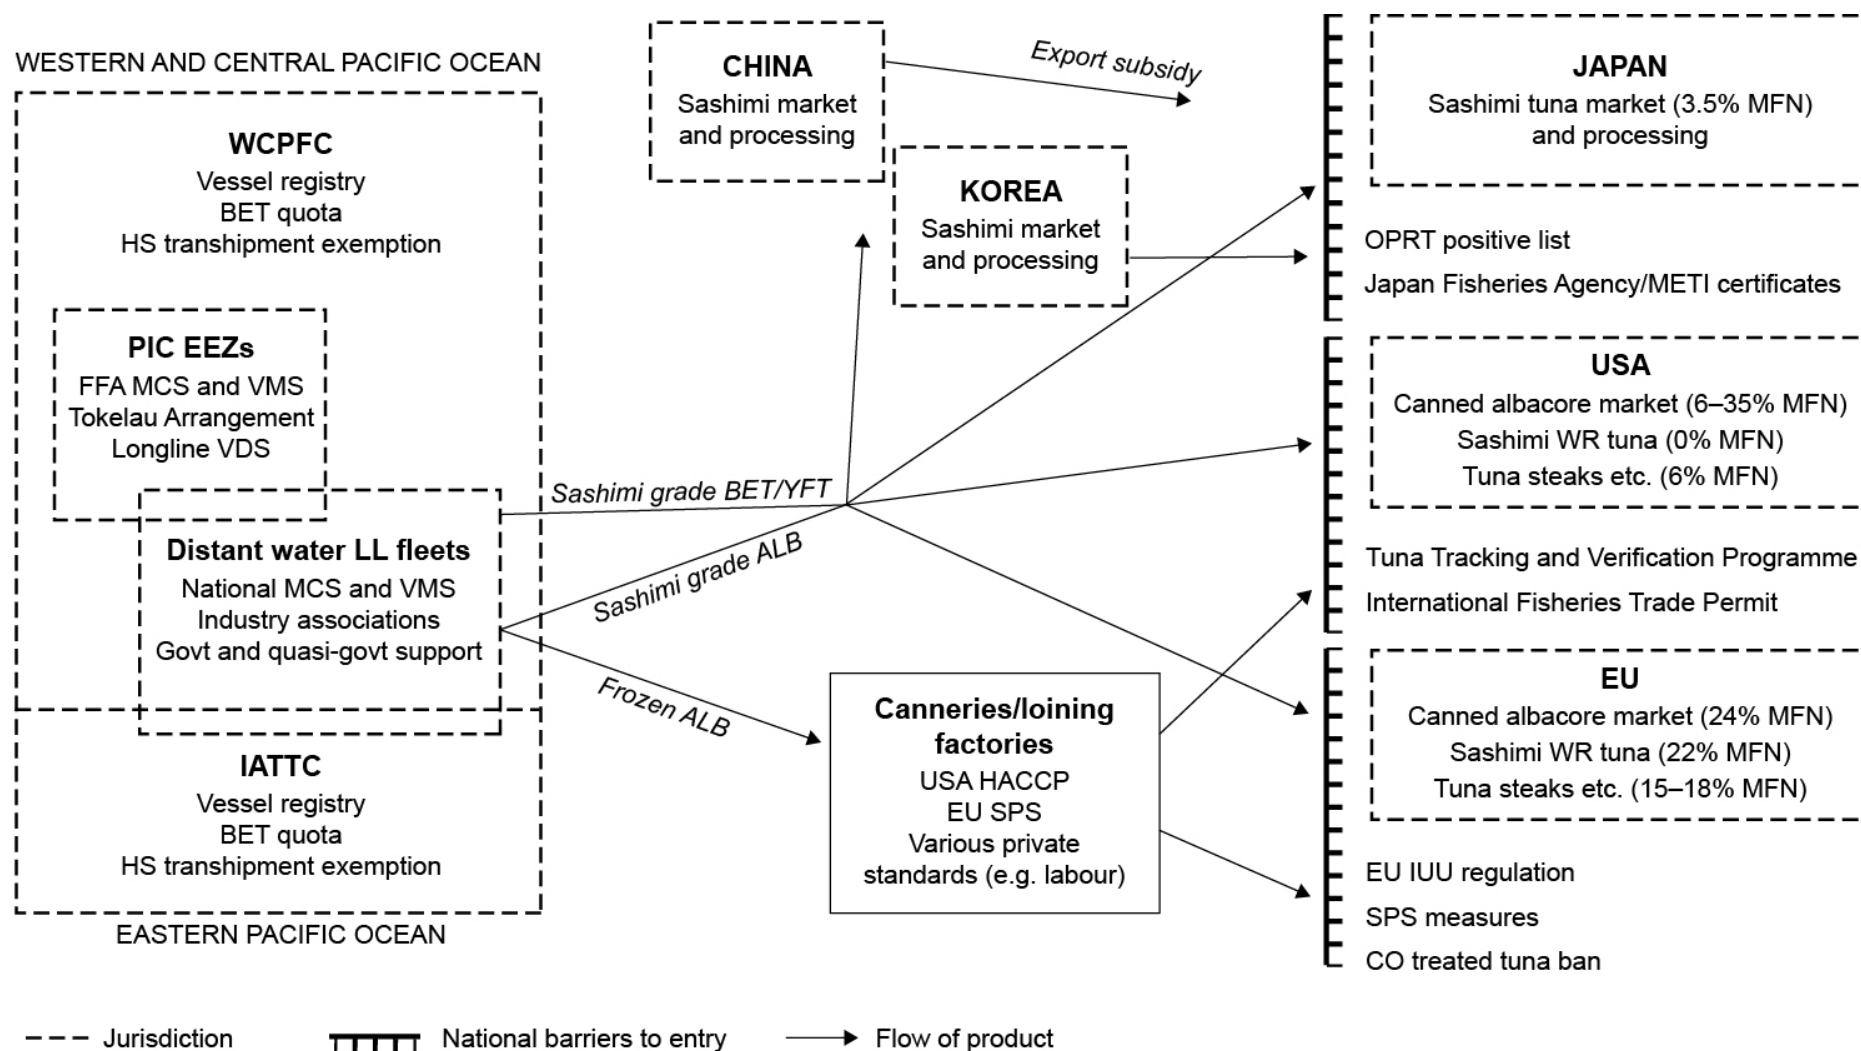 WESTERN AND CENTRAL PACIFIC OCEAN
WCPFC
Vessel registry
BET quota
HS transhipment exemption
PIC EEZs
FFA MCS and VMS
Tokelau Arrangement
Longline VDS
Distant water LL fleets
National MCS and VMS
Industry associations
Govt and quasi-govt support
IATTC
Vessel registry
BET quota
HS transhipment exemption
EASTERN PACIFIC OCEAN
Sashimi grade BET/YFT
Sashimi grade ALB
Frozen ALB
CHINA
Sashimi market
and processing
Export subsidy
KOREA
Sashimi market
and processing
Canneries/loining
factories
USA HACCP
EU SPS
Various private
standards (e.g. labour)
JAPAN
Sashimi tuna market (3.5% MFN)
and processing
OPRT positive list
Japan Fisheries Agency/METI certificates
USA
Canned albacore market (6–35% MFN)
Sashimi WR tuna (0% MFN)
Tuna steaks etc. (6% MFN)
Tuna Tracking and Verification Programme
International Fisheries Trade Permit
EU
Canned albacore market (24% MFN)
Sashimi WR tuna (22% MFN)
Tuna steaks etc. (15–18% MFN)
EU IUU regulation
SPS measures
CO treated tuna ban
Jurisdiction
National barriers to entry
Flow of product